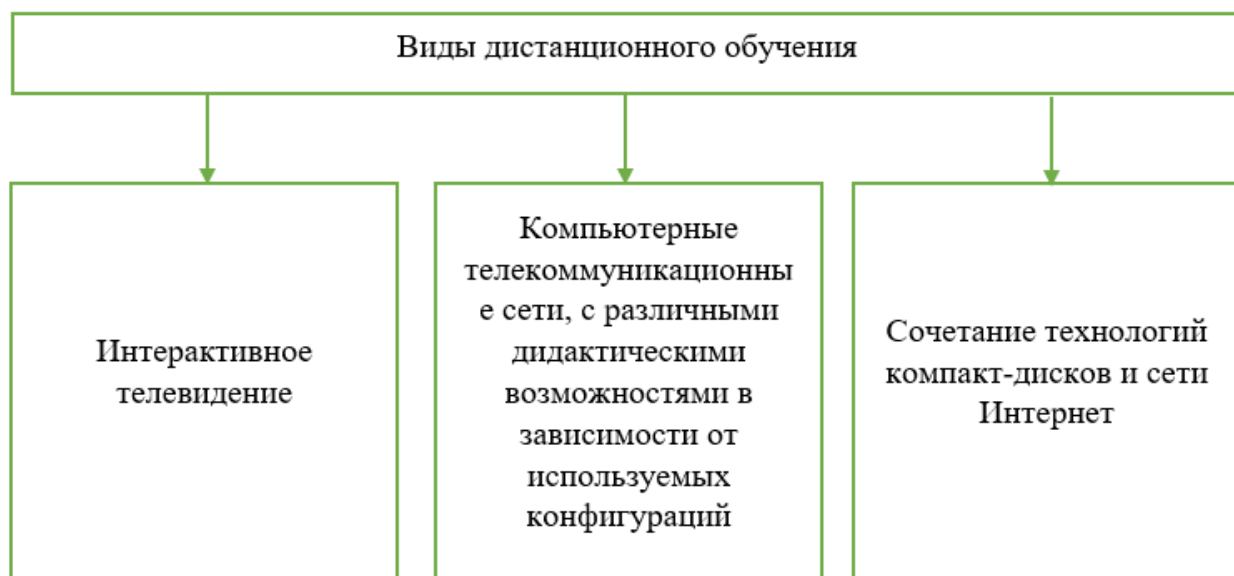 Виды дистанционного обучения
Интерактивное
телевидение
Компьютерные
телекоммуникационны
е сети, с различными
дидактическими
возможностями в
зависимости от
используемых
конфигураций
Сочетание технологий
компакт-дисков и сети
Интернет